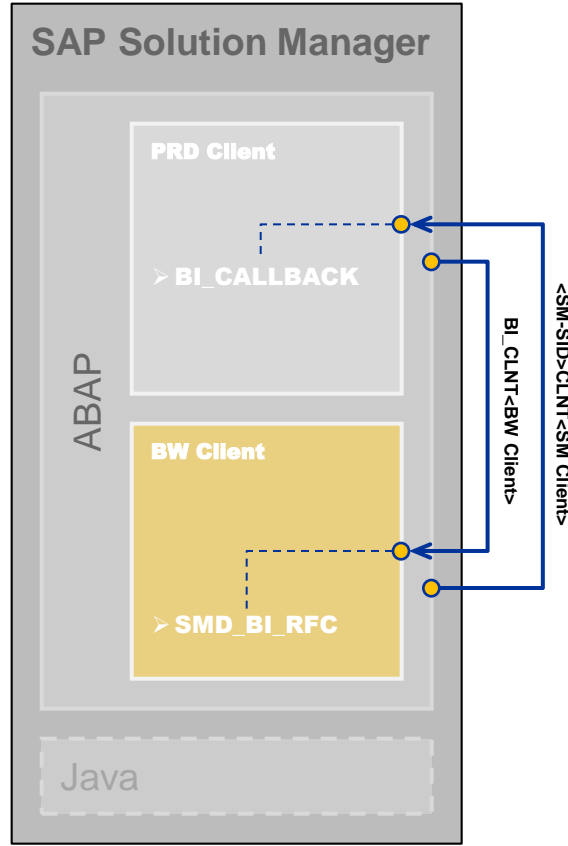 SAP Solution Manager
PRD Client
➢ BI_CALLBACK
ABAP
BW Client
➢ SMD_BI_RFC
Java
BI_CLNT<BW Client>
<SM-SID>CLNT<SM Client>